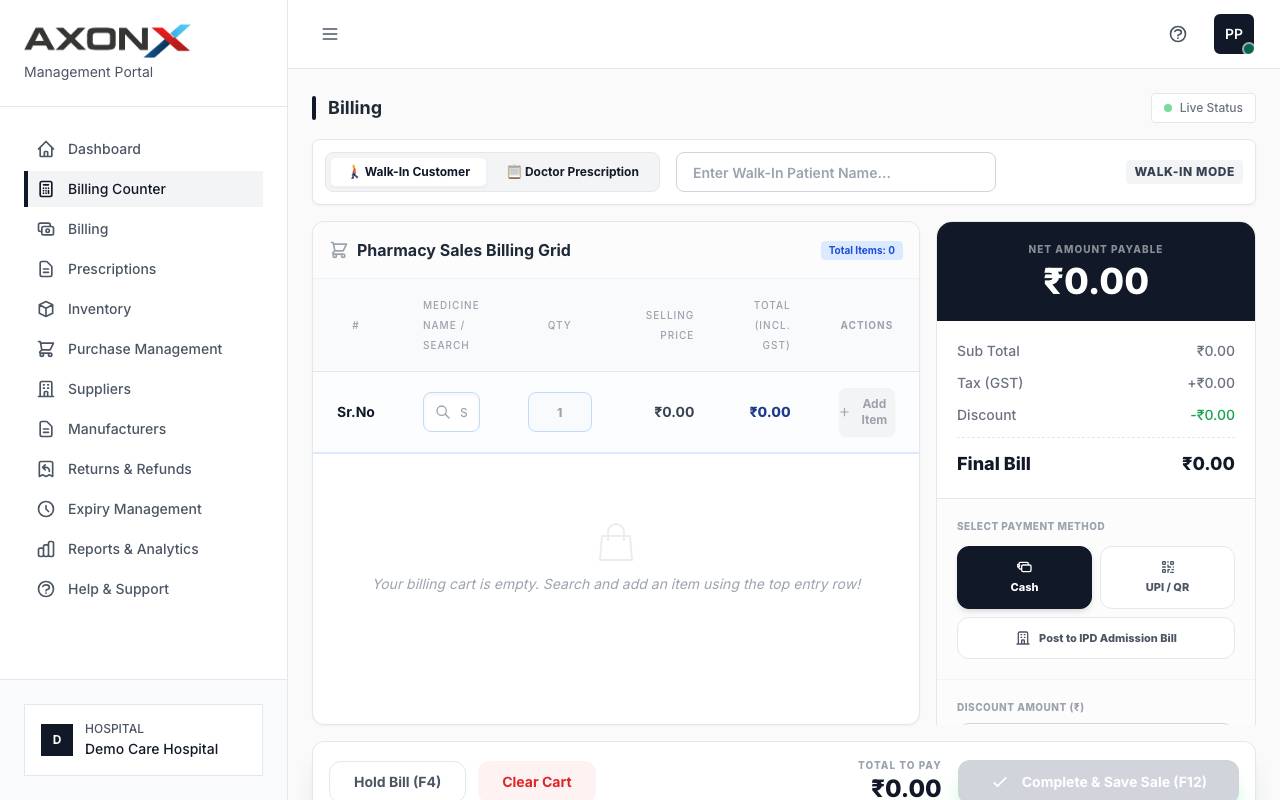 AXONX
Management Portal
Dashboard
Billing Counter
Billing
Prescriptions
Inventory
Purchase Management
Suppliers
Manufacturers
Returns & Refunds
Expiry Management
Reports & Analytics
Help & Support
D
HOSPITAL
Demo Care Hospital
PP
Billing
Live Status
Walk-In Customer
Doctor Prescription
Enter Walk-In Patient Name...
WALK-IN MODE
Pharmacy Sales Billing Grid
Total Items: 0
#
MEDICINE
NAME /
SEARCH
QTY
SELLING
PRICE
TOTAL
(INCL.
GST)
ACTIONS
Sr.No
S
1
₹0.00
₹0.00
+ Add
Item
Your billing cart is empty. Search and add an item using the top entry row!
NET AMOUNT PAYABLE
₹0.00
Sub Total ₹0.00
Tax (GST) +₹0.00
Discount -₹0.00
Final Bill ₹0.00
SELECT PAYMENT METHOD
Cash
UPI / QR
Post to IPD Admission Bill
DISCOUNT AMOUNT (₹)
Hold Bill (F4)
Clear Cart
TOTAL TO PAY
₹0.00
Complete & Save Sale (F12)